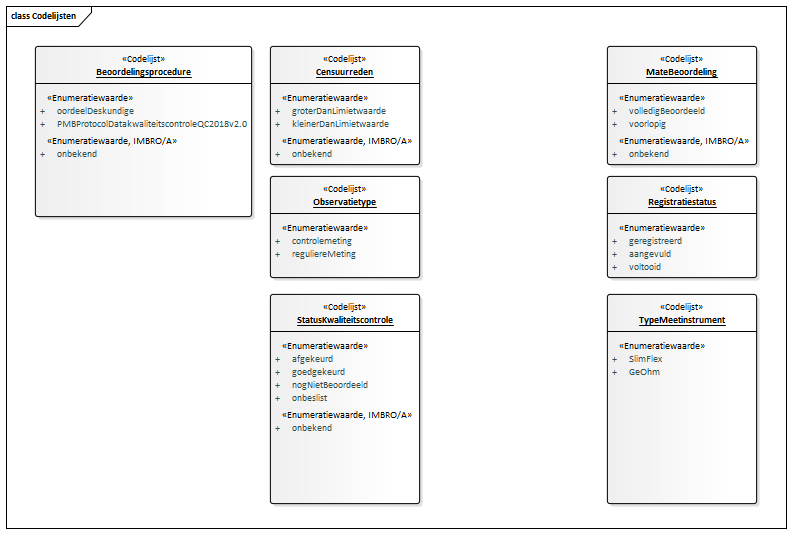 class Codelijsten
«Codelijst»
Beoordelingsprocedure
«Enumeratiewaarde»
+ oordeelDeskundige
+ PMBProtocolDatakwaliteitscontroleQC2018v2.0
«Enumeratiewaarde, IMBRO/A»
+ onbekend
«Codelijst»
Censuurreden
«Enumeratiewaarde»
+ groterDanLimietwaarde
+ kleinerDanLimietwaarde
«Enumeratiewaarde, IMBRO/A»
+ onbekend
«Codelijst»
MateBeoordeling
«Enumeratiewaarde»
+ volledigBeoordeeld
+ voorlopig
«Enumeratiewaarde, IMBRO/A»
+ onbekend
«Codelijst»
Observatietype
«Enumeratiewaarde»
+ controlemeting
+ reguliereMeting
«Codelijst»
Registratiestatus
«Enumeratiewaarde»
+ geregistreerd
+ aangevuld
+ voltooid
«Codelijst»
StatusKwaliteitscontrole
«Enumeratiewaarde»
+ afgekeurd
+ goedgekeurd
+ nogNietBeoordeeld
+ onbeslist
«Enumeratiewaarde, IMBRO/A»
+ onbekend
«Codelijst»
TypeMeetinstrument
«Enumeratiewaarde»
+ SlimFlex
+ GeOhm